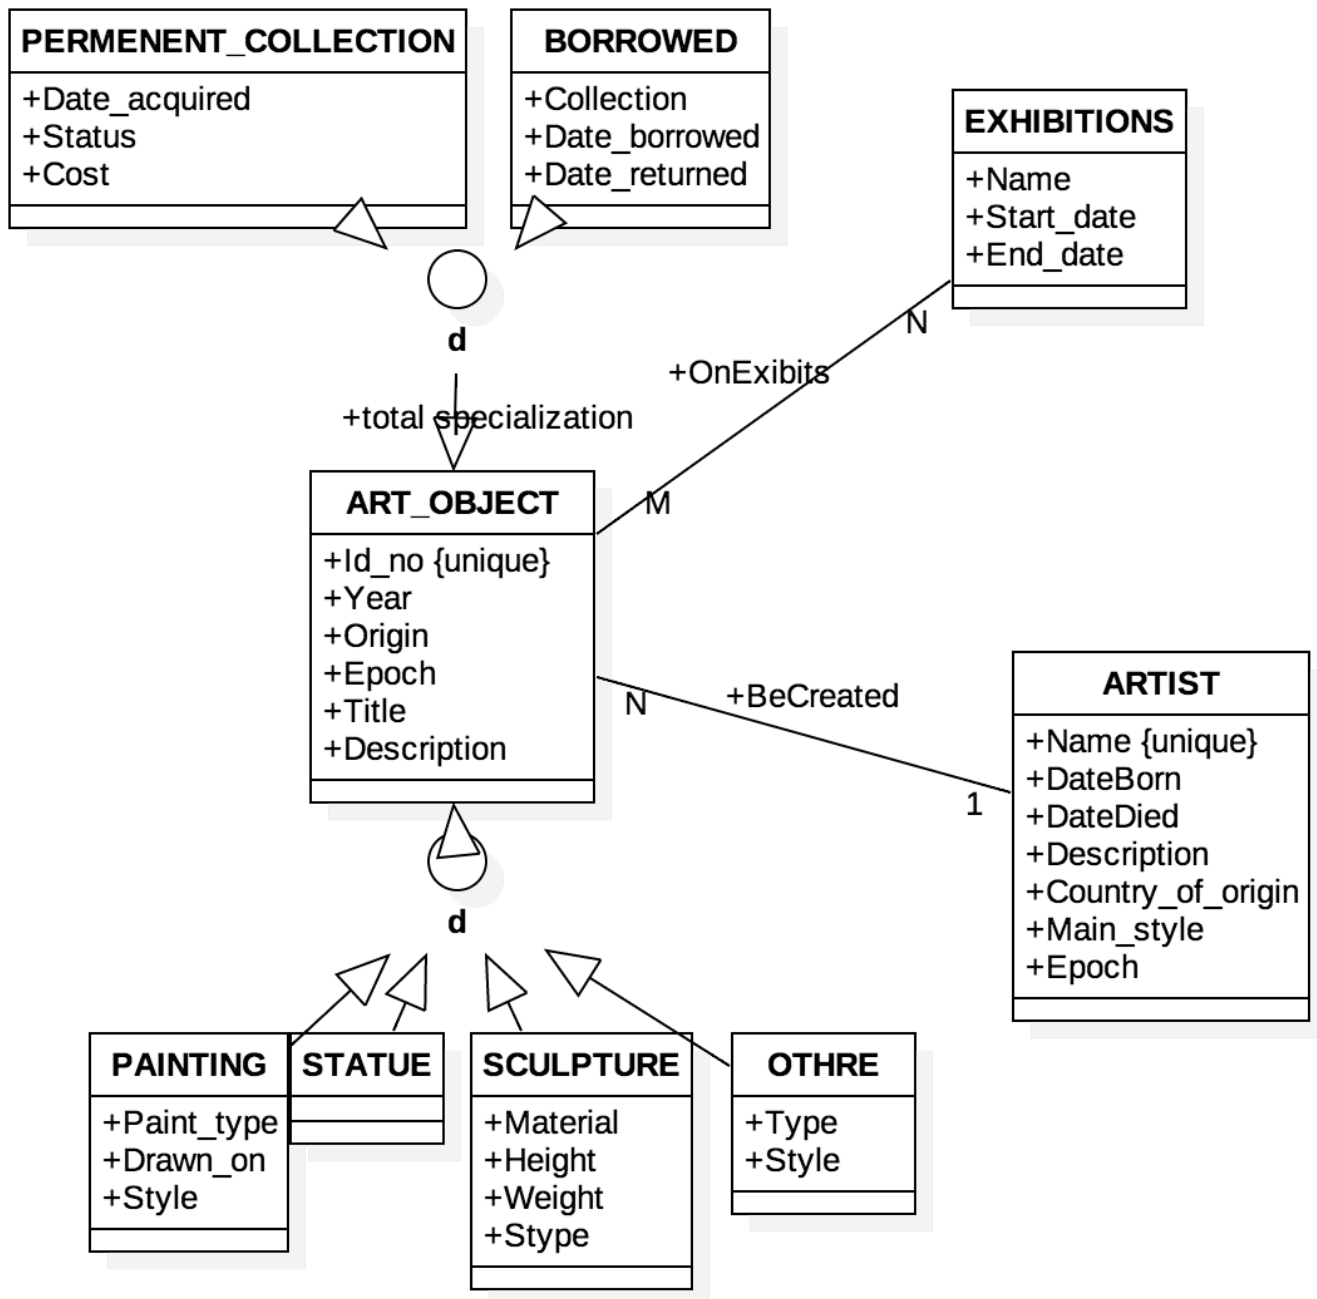 PERMENENT_COLLECTION
+Date_acquired
+Status
+Cost
BORROWED
+Collection
+Date_borrowed
+Date_returned
EXHIBITIONS
+Name
+Start_date
+End_date
d
N
+OnExibits
+total specialization
M
ART_OBJECT
+Id_no {unique}
+Year
+Origin
+Epoch
+Title
+Description
N
+BeCreated
1
ARTIST
+Name {unique}
+DateBorn
+DateDied
+Description
+Country_of_origin
+Main_style
+Epoch
d
PAINTING
+Paint_type
+Drawn_on
+Style
STATUE
SCULPTURE
+Material
+Height
+Weight
+Stype
OTHRE
+Type
+Style